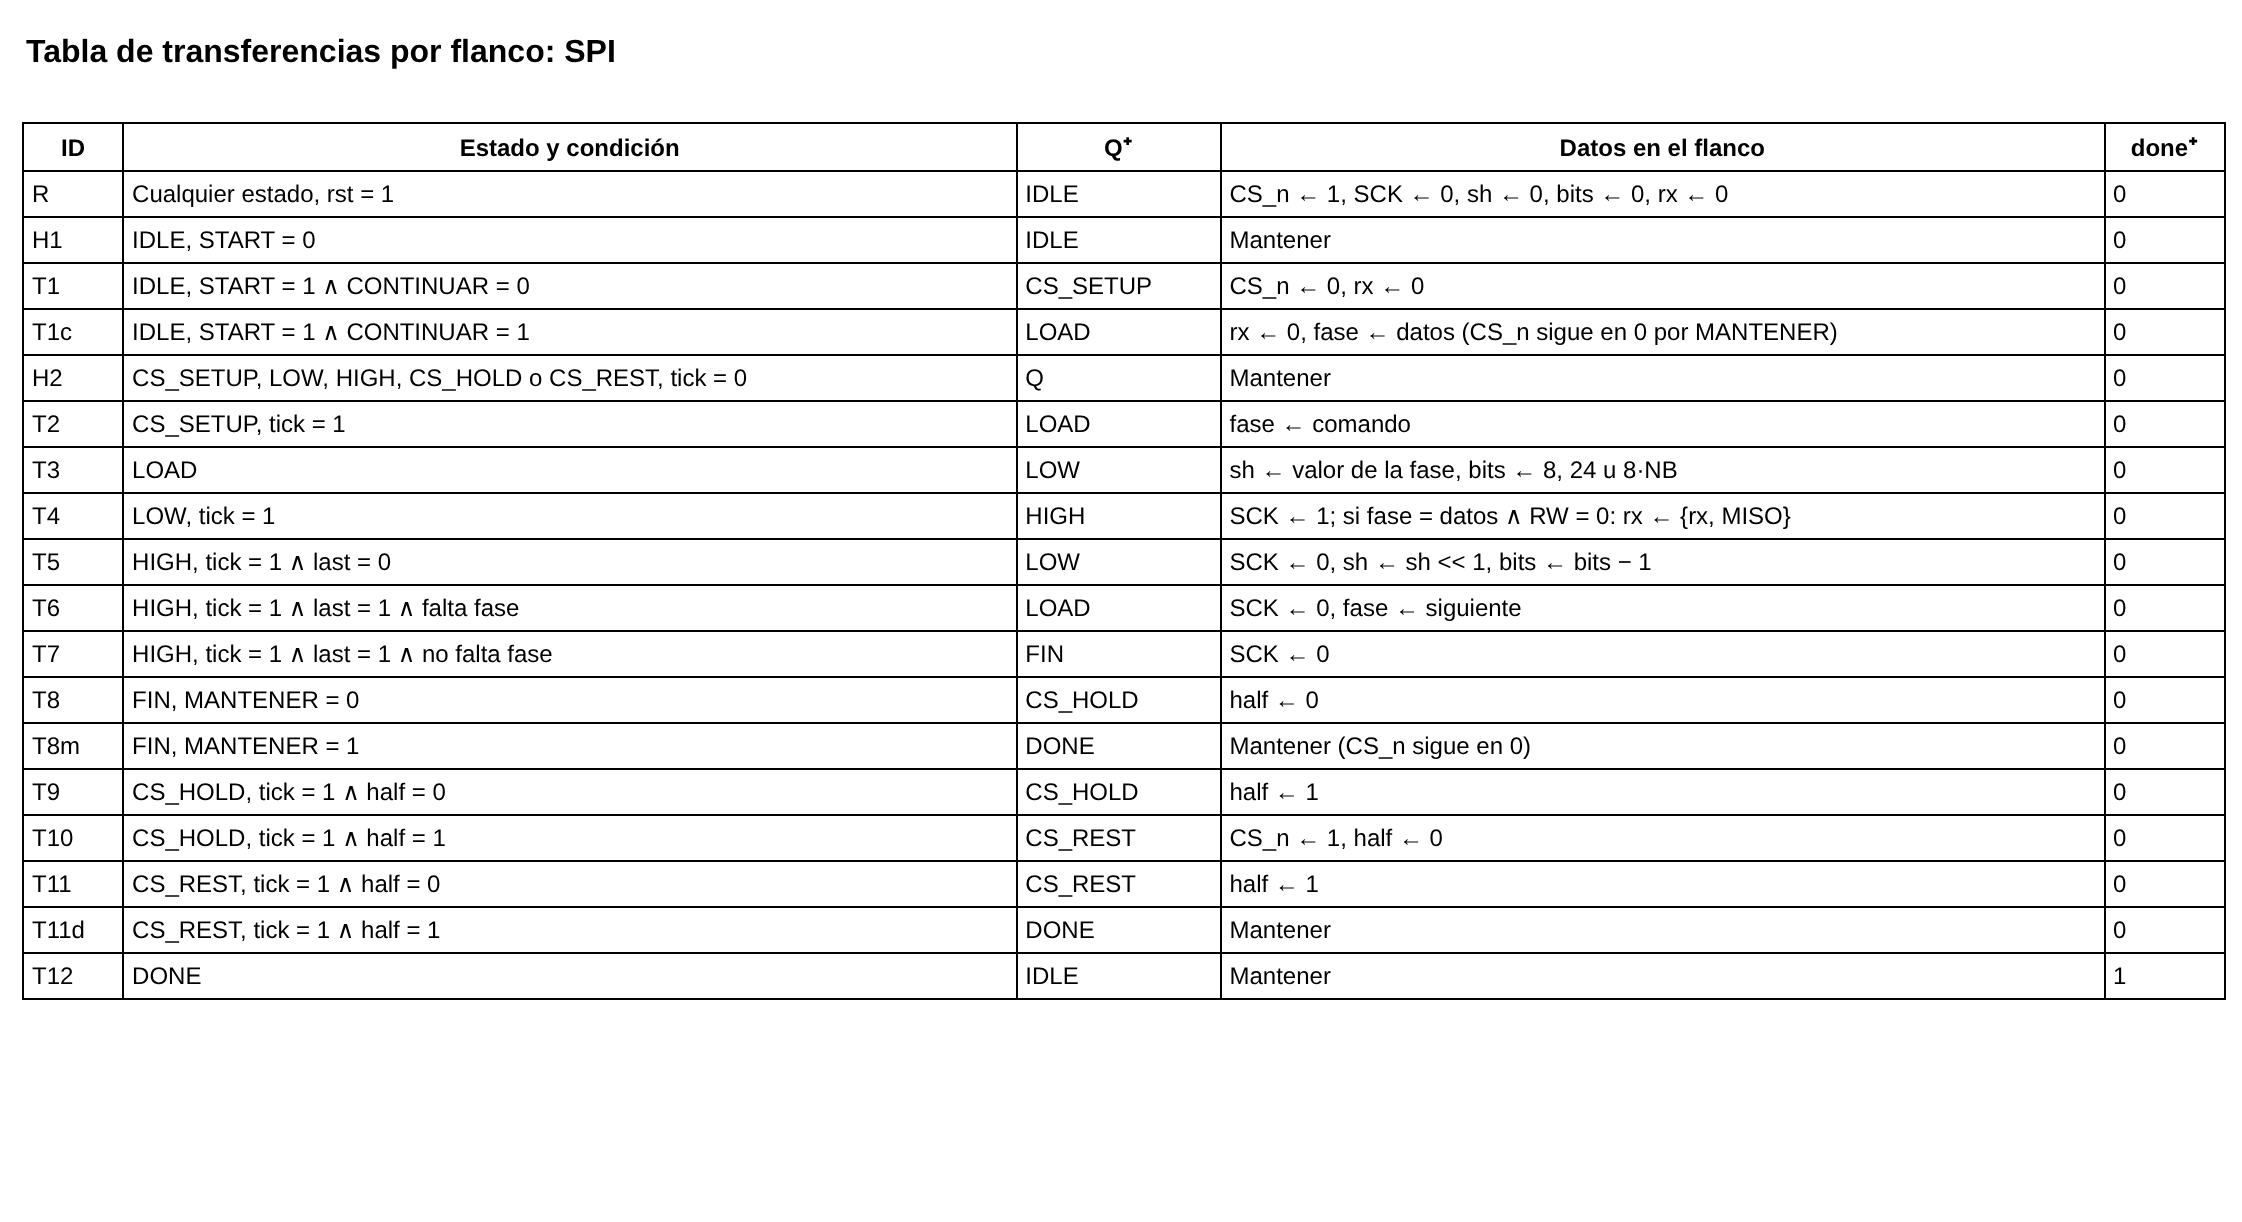 Tabla de transferencias por flanco: SPI
ID Estado y condición Q⁺ Datos en el flanco done⁺
R Cualquier estado, rst = 1 IDLE CS_n ← 1, SCK ← 0, sh ← 0, bits ← 0, rx ← 0 0
H1 IDLE, START = 0 IDLE Mantener 0
T1 IDLE, START = 1 ∧ CONTINUAR = 0 CS_SETUP CS_n ← 0, rx ← 0 0
T1c IDLE, START = 1 ∧ CONTINUAR = 1 LOAD rx ← 0, fase ← datos (CS_n sigue en 0 por MANTENER) 0
H2 CS_SETUP, LOW, HIGH, CS_HOLD o CS_REST, tick = 0 Q Mantener 0
T2 CS_SETUP, tick = 1 LOAD fase ← comando 0
T3 LOAD LOW sh ← valor de la fase, bits ← 8, 24 u 8·NB 0
T4 LOW, tick = 1 HIGH SCK ← 1; si fase = datos ∧ RW = 0: rx ← {rx, MISO} 0
T5 HIGH, tick = 1 ∧ last = 0 LOW SCK ← 0, sh ← sh << 1, bits ← bits − 1 0
T6 HIGH, tick = 1 ∧ last = 1 ∧ falta fase LOAD SCK ← 0, fase ← siguiente 0
T7 HIGH, tick = 1 ∧ last = 1 ∧ no falta fase FIN SCK ← 0 0
T8 FIN, MANTENER = 0 CS_HOLD half ← 0 0
T8m FIN, MANTENER = 1 DONE Mantener (CS_n sigue en 0) 0
T9 CS_HOLD, tick = 1 ∧ half = 0 CS_HOLD half ← 1 0
T10 CS_HOLD, tick = 1 ∧ half = 1 CS_REST CS_n ← 1, half ← 0 0
T11 CS_REST, tick = 1 ∧ half = 0 CS_REST half ← 1 0
T11d CS_REST, tick = 1 ∧ half = 1 DONE Mantener 0
T12 DONE IDLE Mantener 1